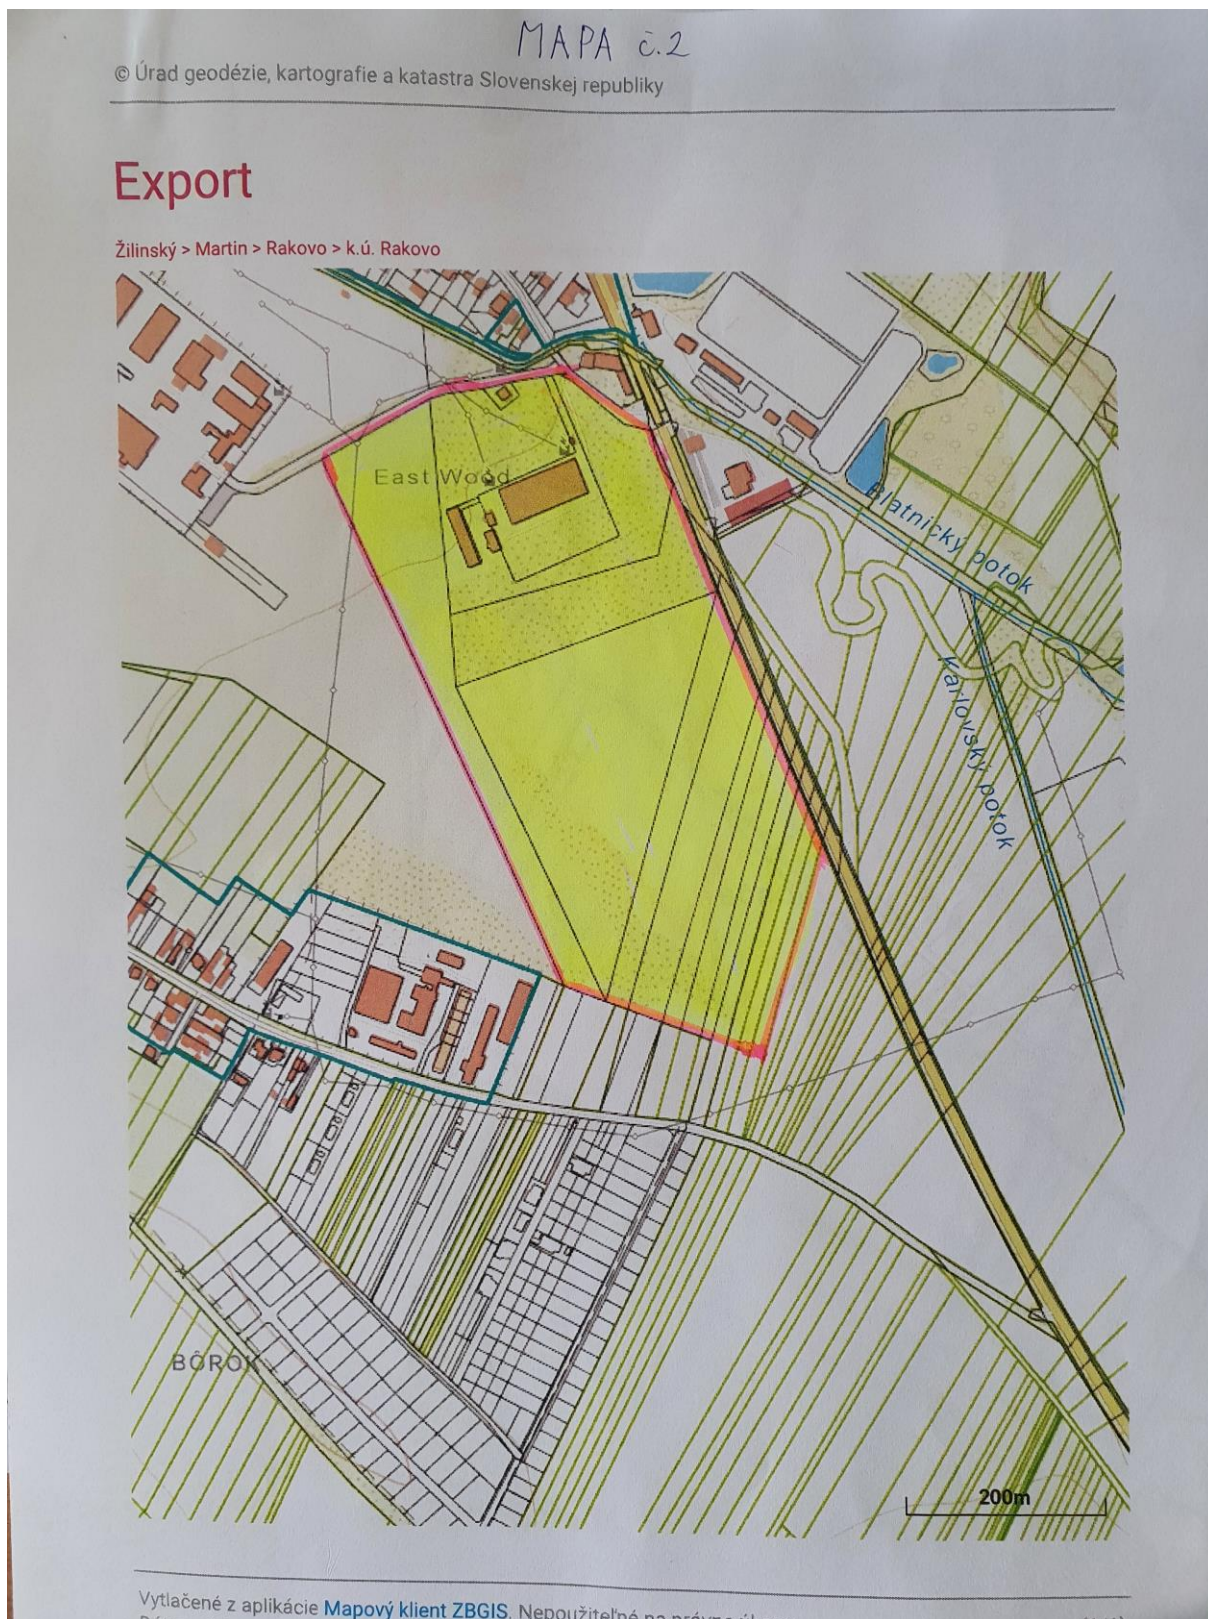 MAPA č.2
© Úrad geodézie, kartografie a katastra Slovenskej republiky
Export
Žilinský > Martin > Rakovo > k.ú. Rakovo
East Wood
Blatnický potok
Karlovský potok
BÔROK
200m
Vytlačené z aplikácie Mapový klient ZBGIS. Nepoužiteľné na právne